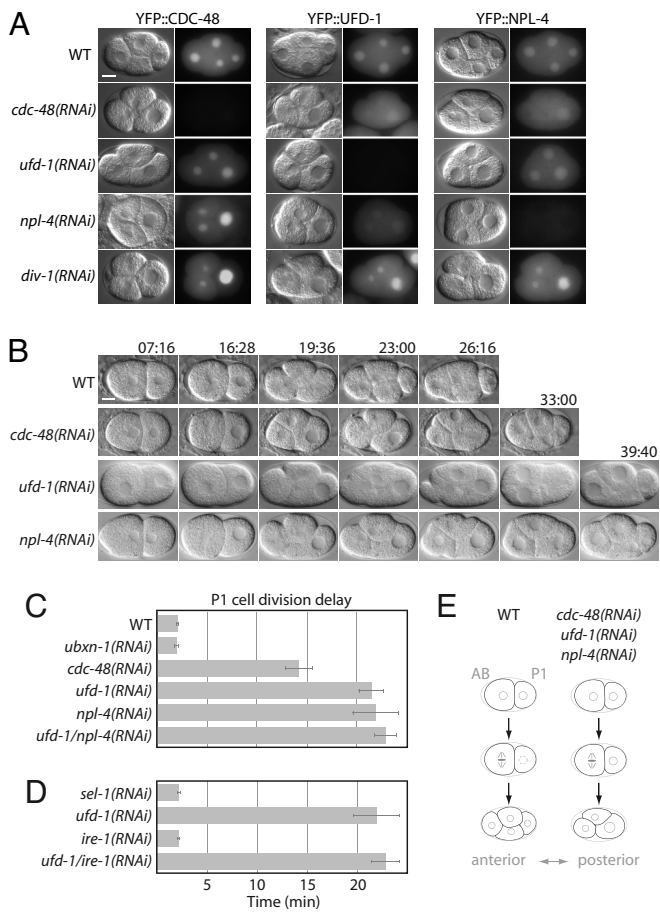 A
YFP::CDC-48 YFP::UFD-1 YFP::NPL-4
WT
cdc-48(RNAi)
ufd-1(RNAi)
npl-4(RNAi)
div-1(RNAi)
B
07:16 16:28 19:36 23:00 26:16
WT
33:00
cdc-48(RNAi)
39:40
ufd-1(RNAi)
npl-4(RNAi)
C
P1 cell division delay
WT
ubxn-1(RNAi)
cdc-48(RNAi)
ufd-1(RNAi)
npl-4(RNAi)
ufd-1/npl-4(RNAi)
D
sel-1(RNAi)
ufd-1(RNAi)
ire-1(RNAi)
ufd-1/ire-1(RNAi)
5 10 15 20
Time (min)
E
WT
cdc-48(RNAi)
ufd-1(RNAi)
npl-4(RNAi)
AB P1
anterior posterior